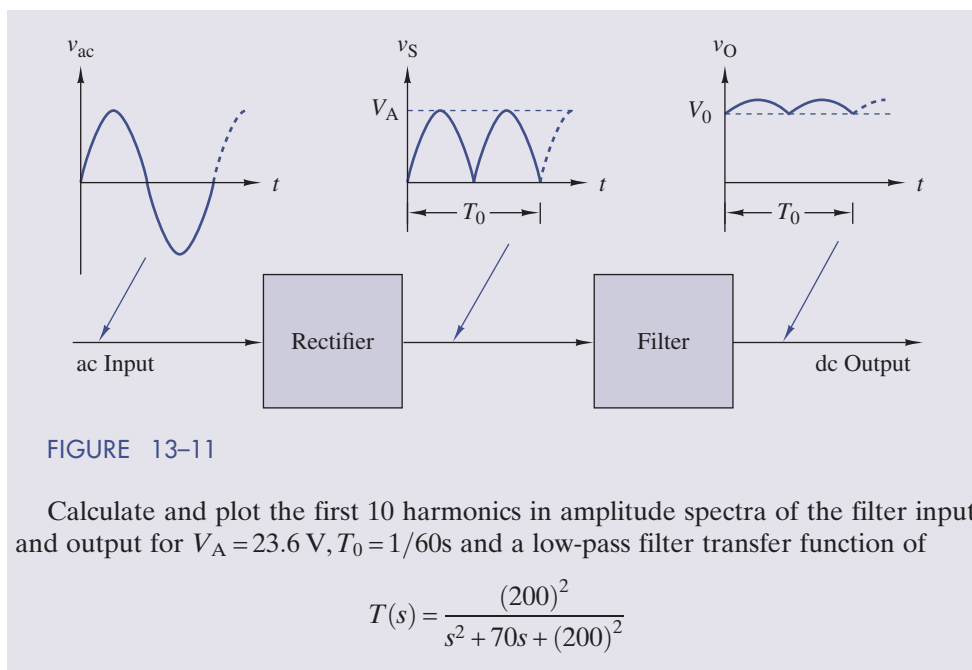 v_ac
v_S
v_O
V_A
V_0
t
t
t
T_0
T_0
Rectifier
Filter
ac Input
dc Output
FIGURE 13–11
Calculate and plot the first 10 harmonics in amplitude spectra of the filter input
and output for V_A = 23.6 V, T_0 = 1/60s and a low-pass filter transfer function of
T(s) = (200)^2 / (s^2 + 70s + (200)^2)